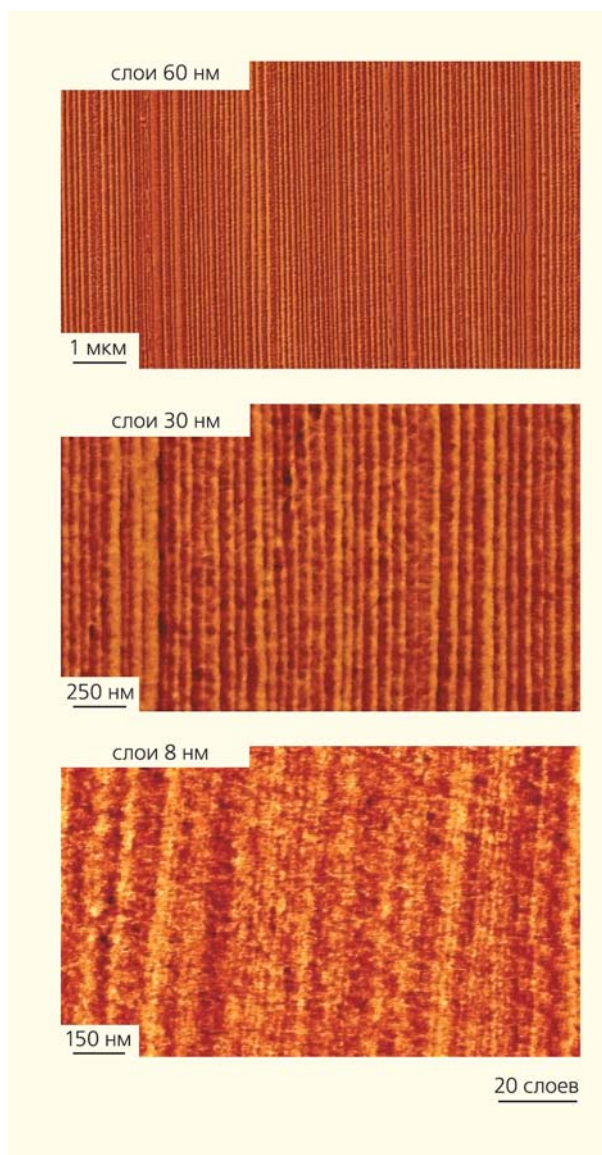 слои 60 нм
1 мкм
слои 30 нм
250 нм
слои 8 нм
150 нм
20 слоев